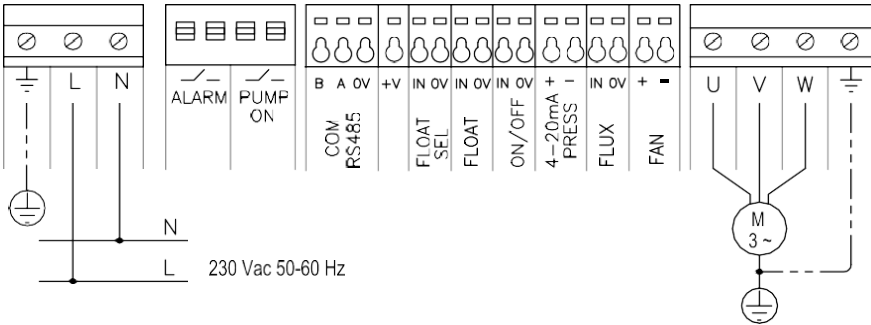 L N
ALARM
PUMP
ON
B A 0V
+V
IN 0V
IN 0V
IN 0V
+ -
IN 0V
+ -
COM
RS485
FLOAT
SEL
FLOAT
ON/OFF
4-20mA
PRESS
FLUX
FAN
U V W
M
3 ~
N
L 230 Vac 50-60 Hz